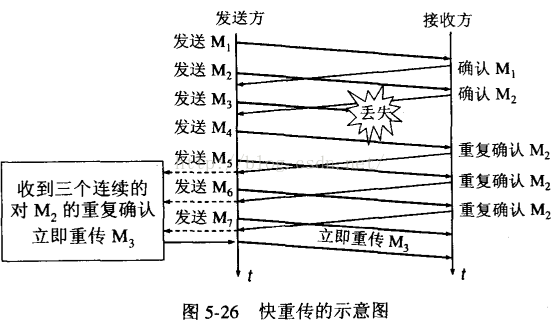 发送方
接收方
发送 M₁
确认 M₁
发送 M₂
确认 M₂
发送 M₃
丢失
发送 M₄
重复确认 M₂
发送 M₅
重复确认 M₂
发送 M₆
重复确认 M₂
发送 M₇
收到三个连续的
对 M₂ 的重复确认
立即重传 M₃
立即重传 M₃
t
t
图 5-26 快重传的示意图